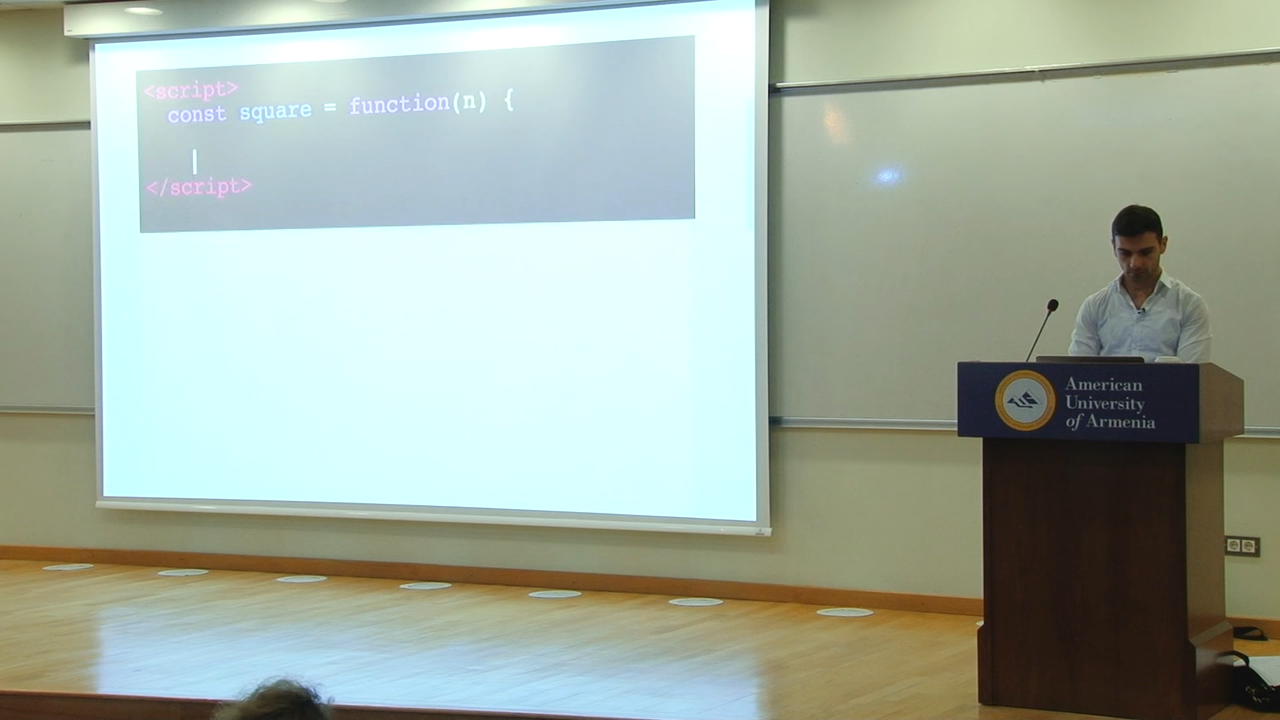 <script>
const square = function(n) {
</script>
American
University
of Armenia